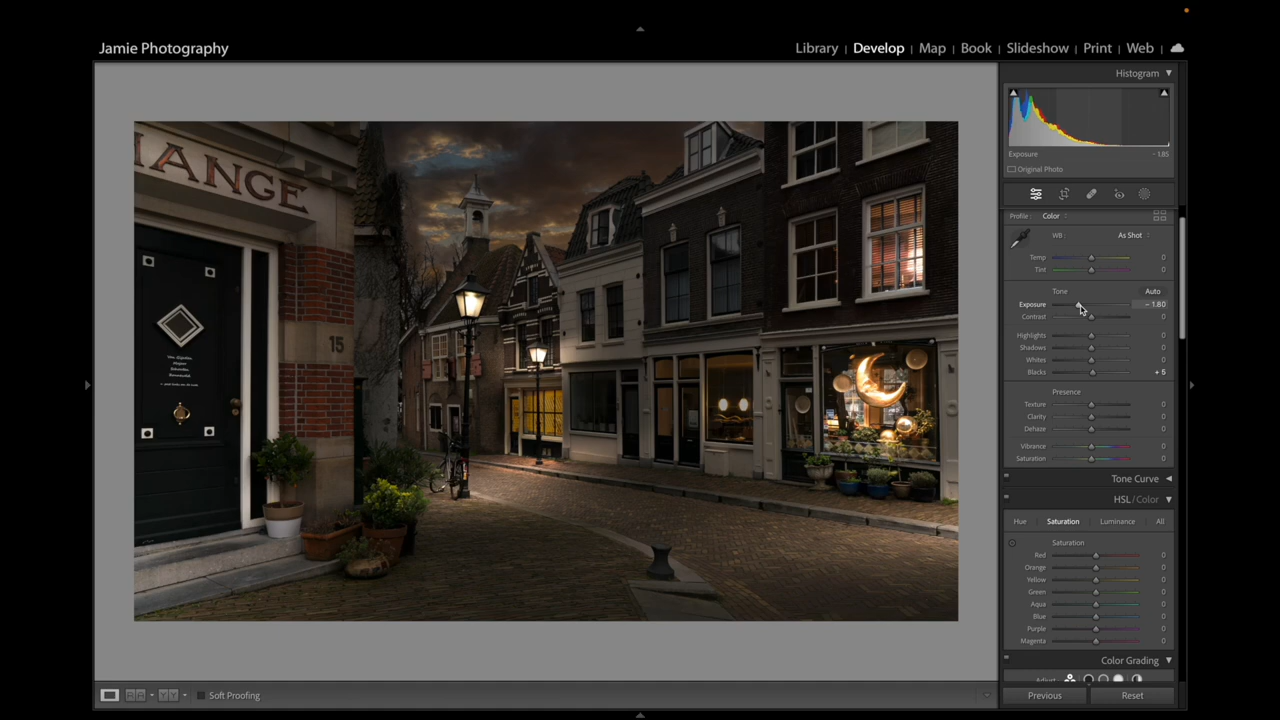 Jamie Photography
Library | Develop | Map | Book | Slideshow | Print | Web
Histogram
Exposure − 1.85
Original Photo
Profile : Color
WB : As Shot
Temp 0
Tint 0
Tone Auto
Exposure − 1.80
Contrast 0
Highlights 0
Shadows 0
Whites 0
Blacks + 5
Presence
Texture 0
Clarity 0
Dehaze 0
Vibrance 0
Saturation 0
Tone Curve
HSL / Color
Hue Saturation Luminance All
Saturation
Red 0
Orange 0
Yellow 0
Green 0
Aqua 0
Blue 0
Purple 0
Magenta 0
Color Grading
Adjust :
Previous Reset
Soft Proofing
HANGE
15